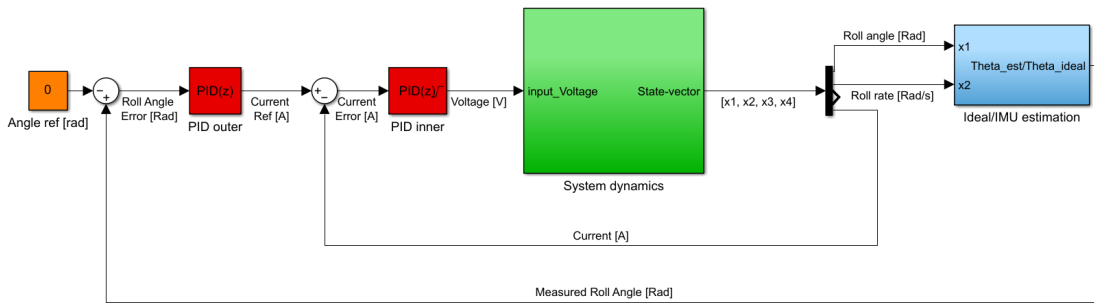 0
Angle ref [rad]
Roll Angle
Error [Rad]
PID(z)
PID outer
Current
Ref [A]
Current
Error [A]
PID(z)
PID inner
Voltage [V]
input_Voltage
State-vector
System dynamics
[x1, x2, x3, x4]
Roll angle [Rad]
Roll rate [Rad/s]
x1
x2
Theta_est/Theta_ideal
Ideal/IMU estimation
Current [A]
Measured Roll Angle [Rad]